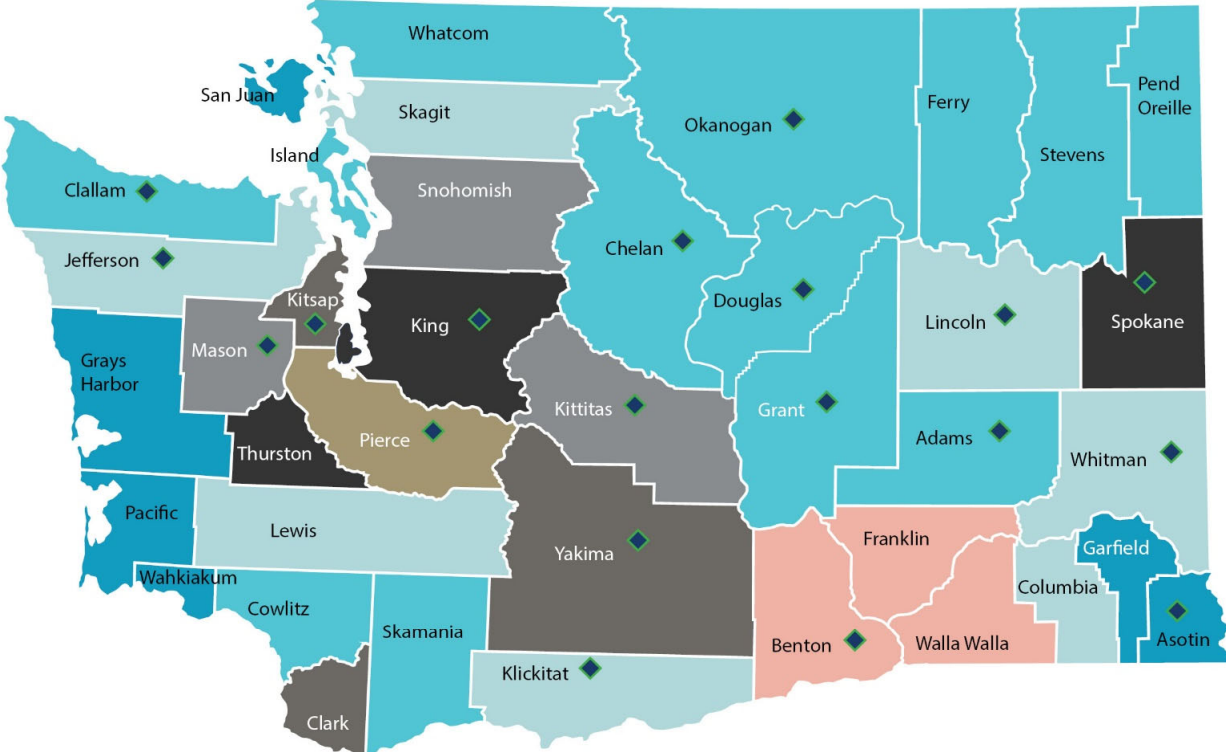 Whatcom
San Juan
Skagit
Island
Okanogan
Ferry
Stevens
Pend
Oreille
Clallam
Snohomish
Jefferson
Chelan
Kitsap
Douglas
King
Lincoln
Spokane
Mason
Grays
Harbor
Kittitas
Grant
Pierce
Thurston
Adams
Whitman
Pacific
Lewis
Yakima
Franklin
Garfield
Wahkiakum
Cowlitz
Columbia
Skamania
Benton
Walla Walla
Asotin
Klickitat
Clark